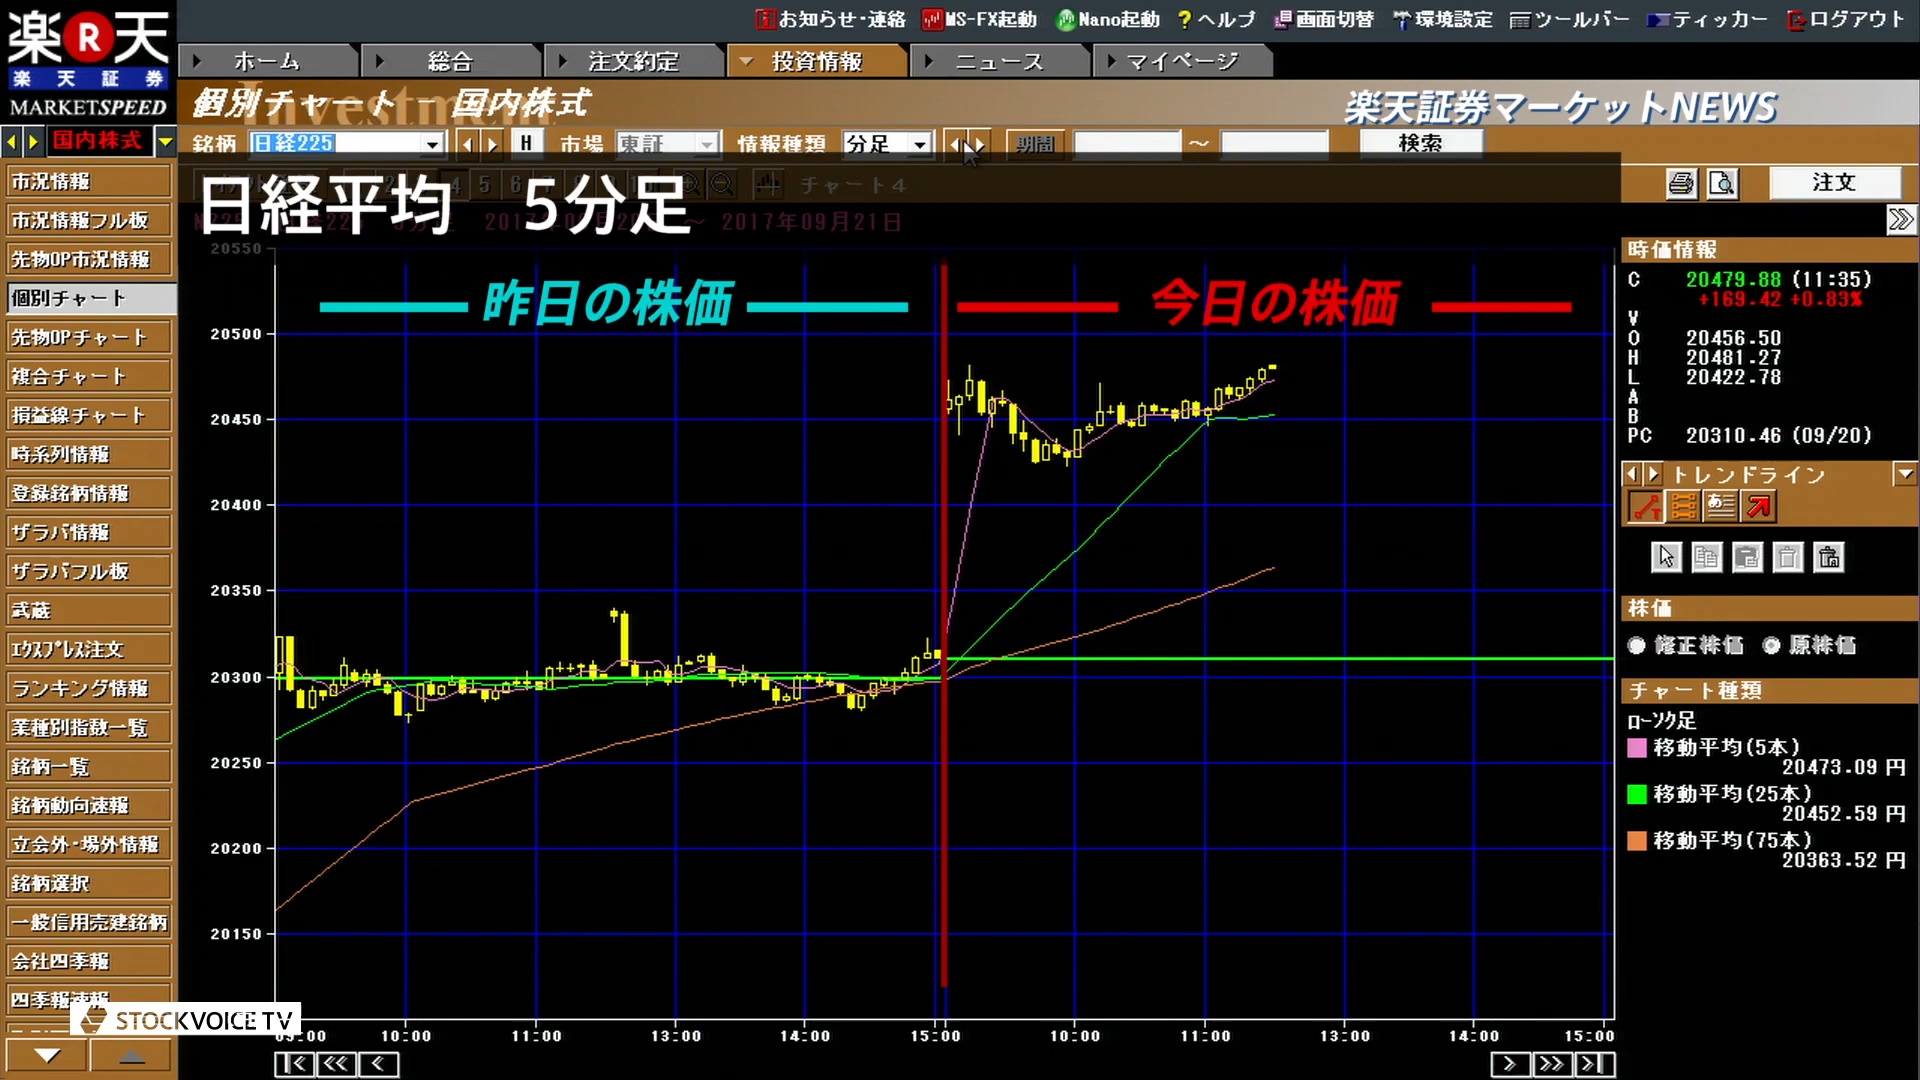 楽R天
楽天証券
MARKETSPEED
お知らせ・連絡 MS-FX起動 Nano起動 ヘルプ 画面切替 環境設定 ツールバー ティッカー ログアウト
ホーム 総合 注文約定 投資情報 ニュース マイページ
個別チャート - 国内株式
楽天証券マーケットNEWS
国内株式
銘柄 日経225 H 市場 東証 情報種類 分足 期間 ～ 検索
チャート4
日経平均 5分足
2017年09月21日
注文
市況情報
市況情報フル板
先物OP市況情報
個別チャート
先物OPチャート
複合チャート
損益線チャート
時系列情報
登録銘柄情報
ザラバ情報
ザラバフル板
武蔵
エクスプレス注文
ランキング情報
業種別指数一覧
銘柄一覧
銘柄動向速報
立会外・場外情報
銘柄選択
一般信用売建銘柄
会社四季報
四季報速報
昨日の株価
今日の株価
20550
20500
20450
20400
20350
20300
20250
20200
20150
09:00 10:00 11:00 13:00 14:00 15:00 10:00 11:00 13:00 14:00 15:00
時価情報
C 20479.88 (11:35)
+169.42 +0.83%
V
O 20456.50
H 20481.27
L 20422.78
A
B
PC 20310.46 (09/20)
トレンドライン
株価
修正株価 原株価
チャート種類
ローソク足
移動平均(5本)
20473.09 円
移動平均(25本)
20452.59 円
移動平均(75本)
20363.52 円
STOCKVOICE TV